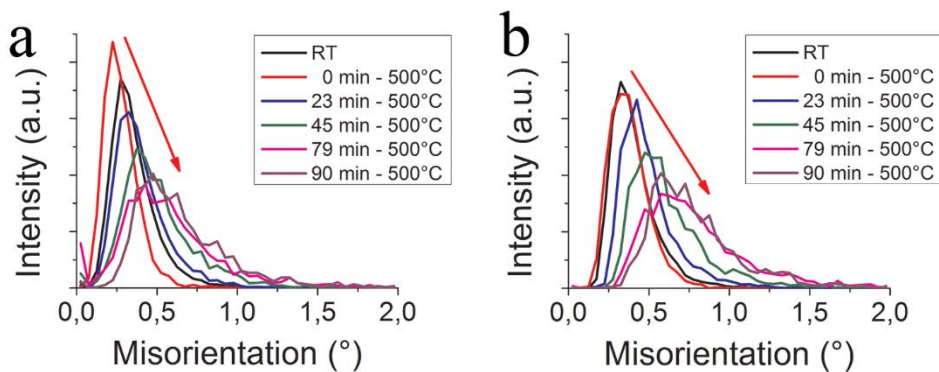 a
Intensity (a.u.)
RT
0 min - 500°C
23 min - 500°C
45 min - 500°C
79 min - 500°C
90 min - 500°C
0,0 0,5 1,0 1,5 2,0
Misorientation (°)
b
Intensity (a.u.)
RT
0 min - 500°C
23 min - 500°C
45 min - 500°C
79 min - 500°C
90 min - 500°C
0,0 0,5 1,0 1,5 2,0
Misorientation (°)